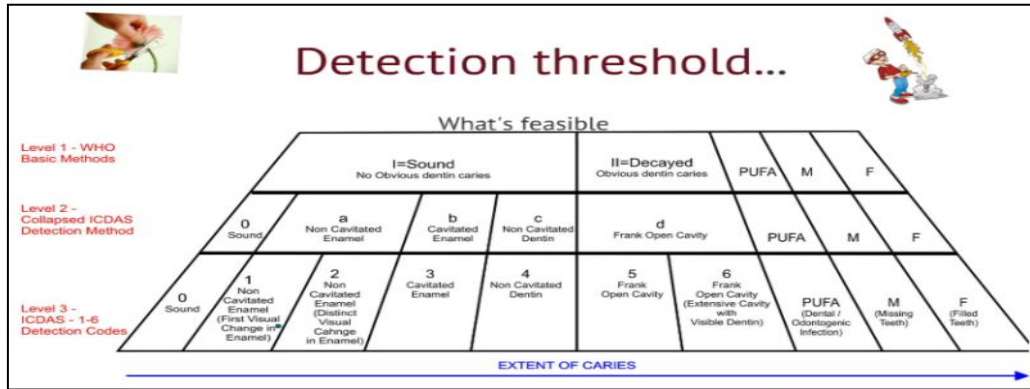 Detection threshold...
What's feasible
Level 1 - WHO
Basic Methods
I=Sound
No Obvious dentin caries
II=Decayed
Obvious dentin caries
PUFA
M
F
Level 2 -
Collapsed ICDAS
Detection Method
0
Sound
a
Non Cavitated
Enamel
b
Cavitated
Enamel
c
Non Cavitated
Dentin
d
Frank Open Cavity
PUFA
M
F
Level 3 -
ICDAS - 1-6
Detection Codes
0
Sound
1
Non
Cavitated
Enamel
(First Visual
Change in
Enamel)
2
Non
Cavitated
Enamel
(Distinct
Visual
Cahnge
in Enamel)
3
Cavitated
Enamel
4
Non Cavitated
Dentin
5
Frank
Open Cavity
6
Frank
Open Cavity
(Extensive Cavity
with
Visible Dentin)
PUFA
(Dental /
Odontogenic
Infection)
M
(Missing
Teeth)
F
(Filled
Teeth)
EXTENT OF CARIES